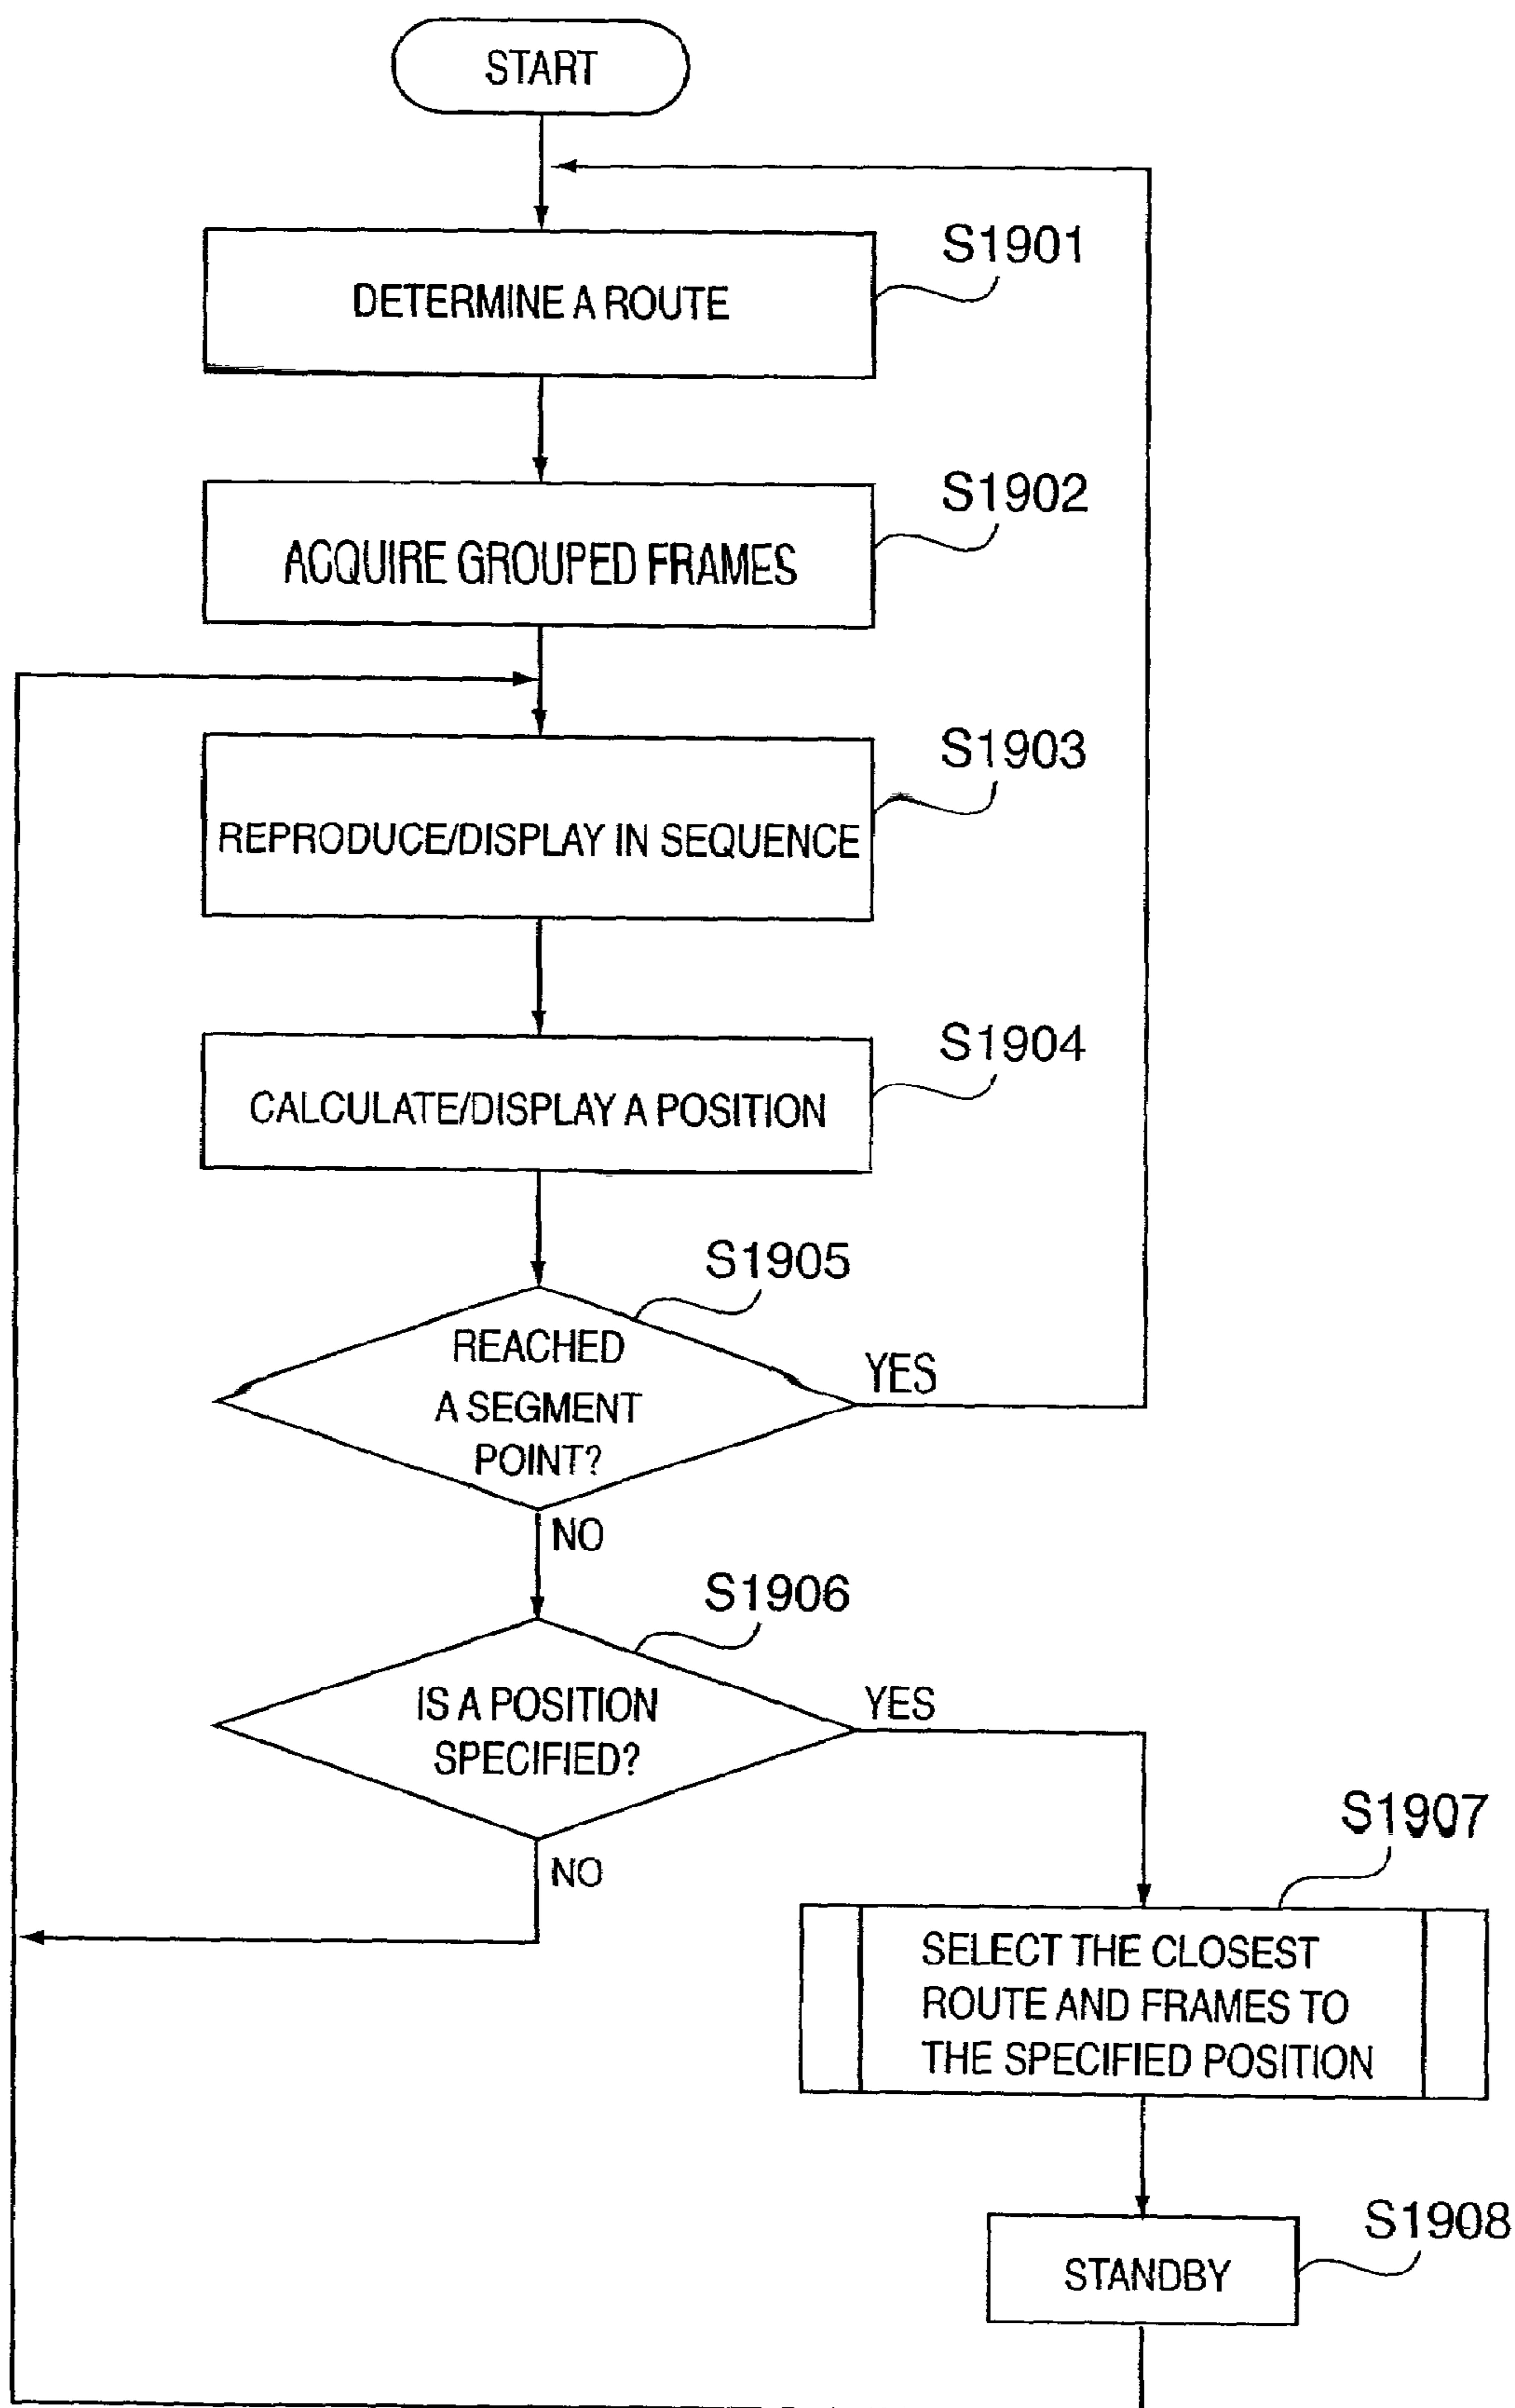 START
S1901
DETERMINE A ROUTE
S1902
ACQUIRE GROUPED FRAMES
S1903
REPRODUCE/DISPLAY IN SEQUENCE
S1904
CALCULATE/DISPLAY A POSITION
S1905
REACHED
A SEGMENT
POINT?
YES
NO
S1906
IS A POSITION
SPECIFIED?
YES
NO
S1907
SELECT THE CLOSEST
ROUTE AND FRAMES TO
THE SPECIFIED POSITION
S1908
STANDBY